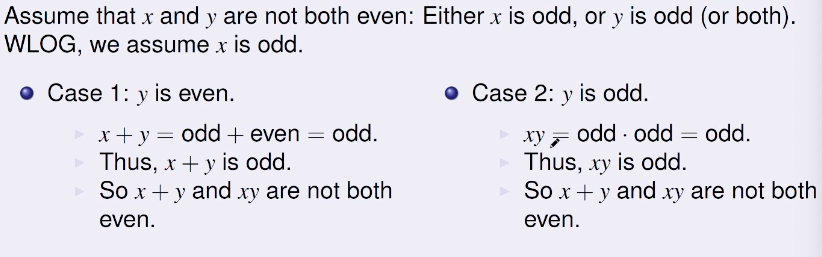 Assume that x and y are not both even: Either x is odd, or y is odd (or both).
WLOG, we assume x is odd.
Case 1: y is even.
x + y = odd + even = odd.
Thus, x + y is odd.
So x + y and xy are not both
even.
Case 2: y is odd.
xy = odd · odd = odd.
Thus, xy is odd.
So x + y and xy are not both
even.